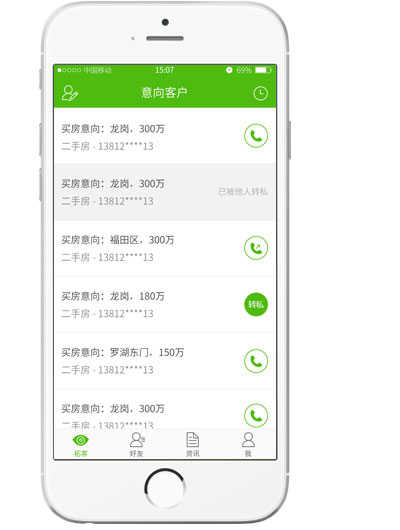 中国移动 15:07 69%
意向客户
买房意向：龙岗，300万
二手房 - 13812****13
买房意向：龙岗，300万
二手房 - 13812****13
已被他人转私
买房意向：福田区，300万
二手房 - 13812****13
买房意向：龙岗，180万
二手房 - 13812****13
转私
买房意向：罗湖东门，150万
二手房 - 13812****13
买房意向：龙岗，300万
二手房 - 13812****13
拓客 好友 资讯 我